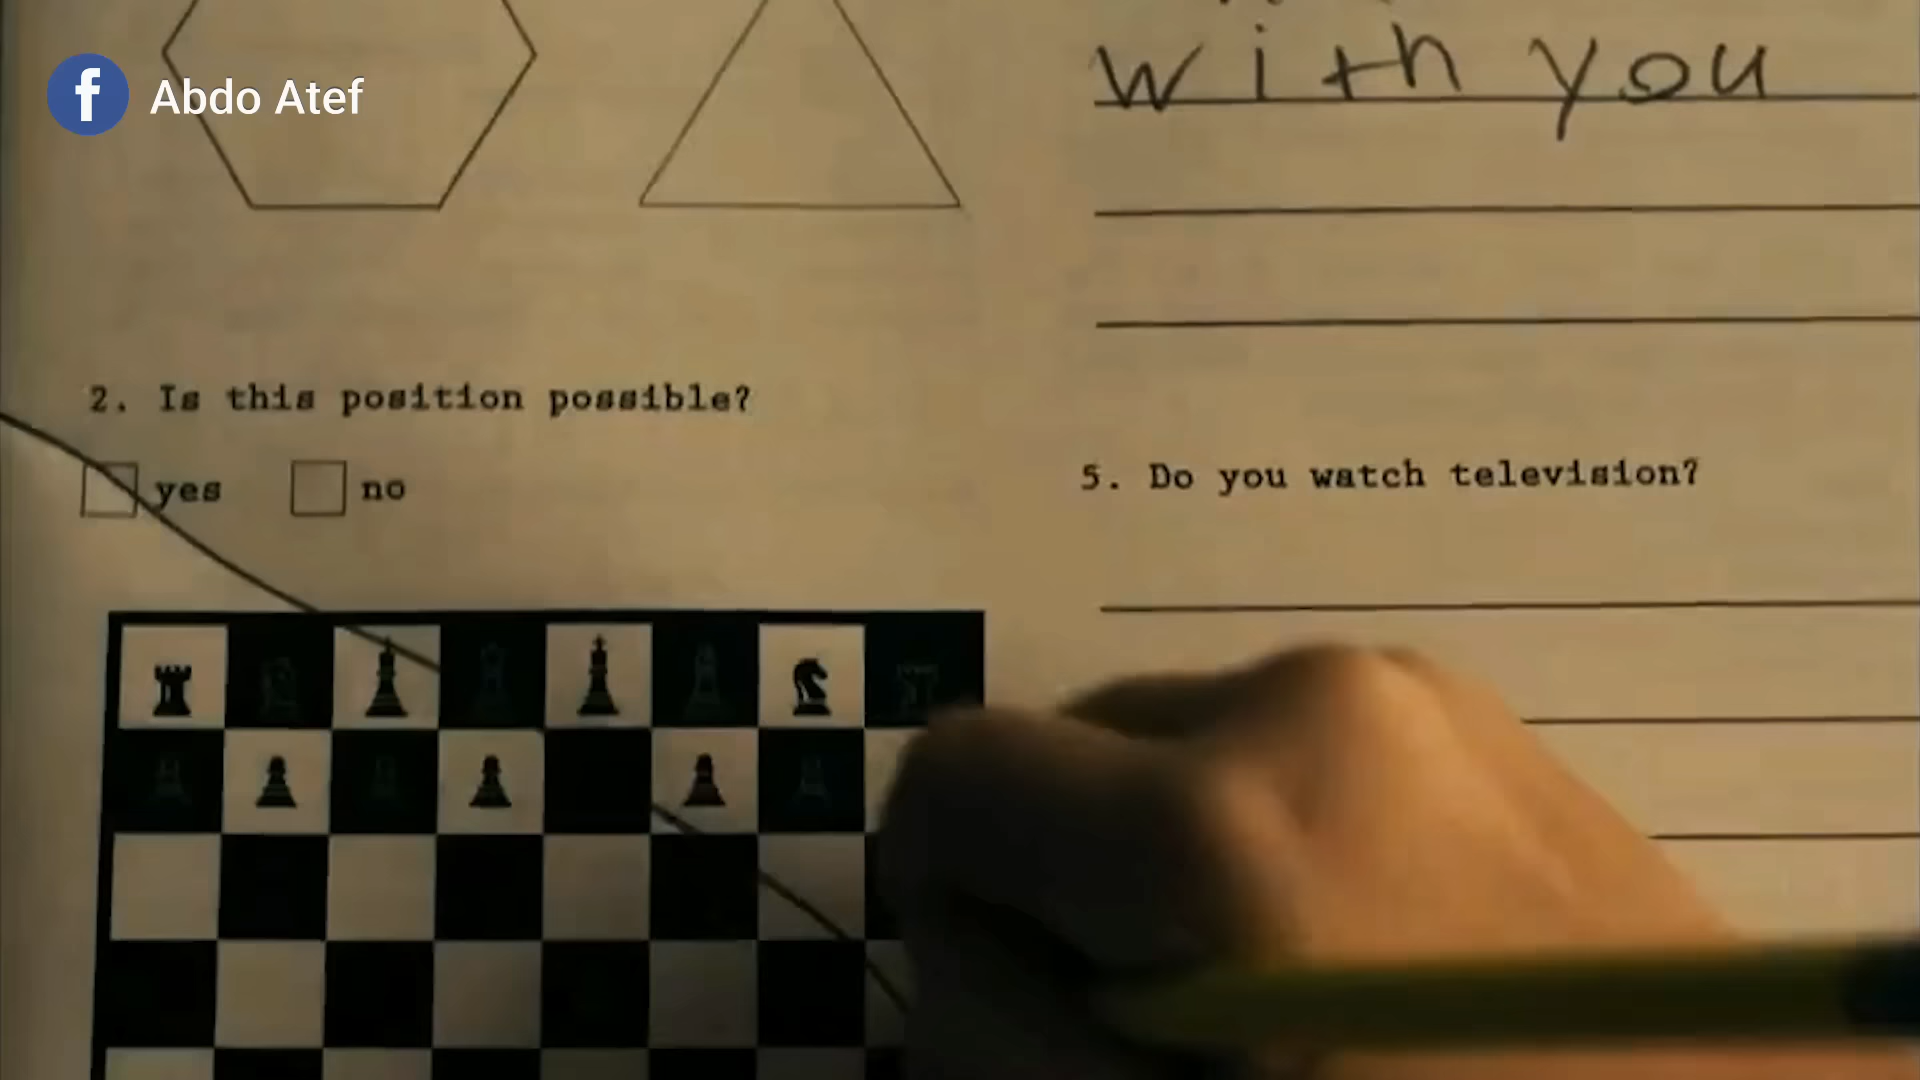 Abdo Atef
2. Is this position possible?
yes no
with you
5. Do you watch television?